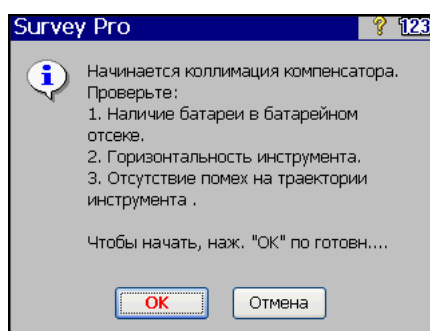 Survey Pro
? 123
Начинается коллимация компенсатора.
Проверьте:
1. Наличие батареи в батарейном
отсеке.
2. Горизонтальность инструмента.
3. Отсутствие помех на траектории
инструмента .
Чтобы начать, наж. "ОК" по готовн....
ОК
Отмена